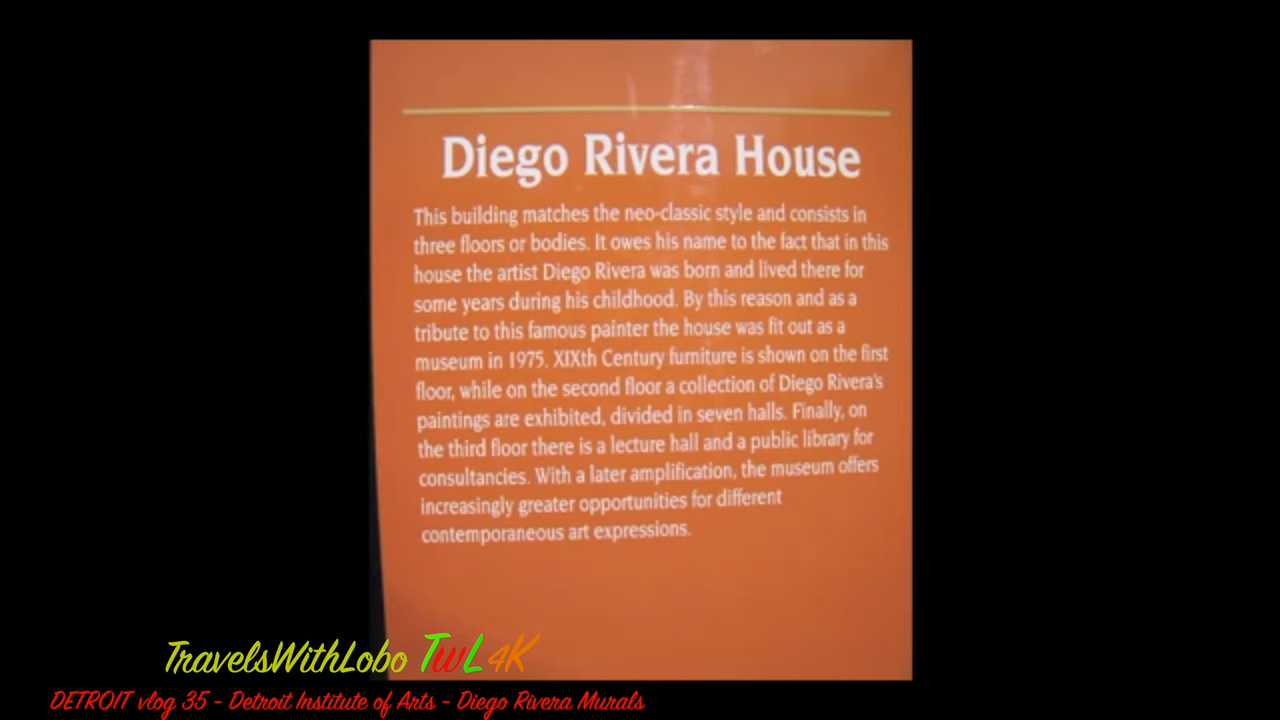 Diego Rivera House
This building matches the neo-classic style and consists in
three floors or bodies. It owes his name to the fact that in this
house the artist Diego Rivera was born and lived there for
some years during his childhood. By this reason and as a
tribute to this famous painter the house was fit out as a
museum in 1975. XIXth Century furniture is shown on the first
floor, while on the second floor a collection of Diego Rivera's
paintings are exhibited, divided in seven halls. Finally, on
the third floor there is a lecture hall and a public library for
consultancies. With a later amplification, the museum offers
increasingly greater opportunities for different
contemporaneous art expressions.
TravelsWithLobo TwL 4K
DETROIT vlog 35 - Detroit Institute of Arts - Diego Rivera Murals